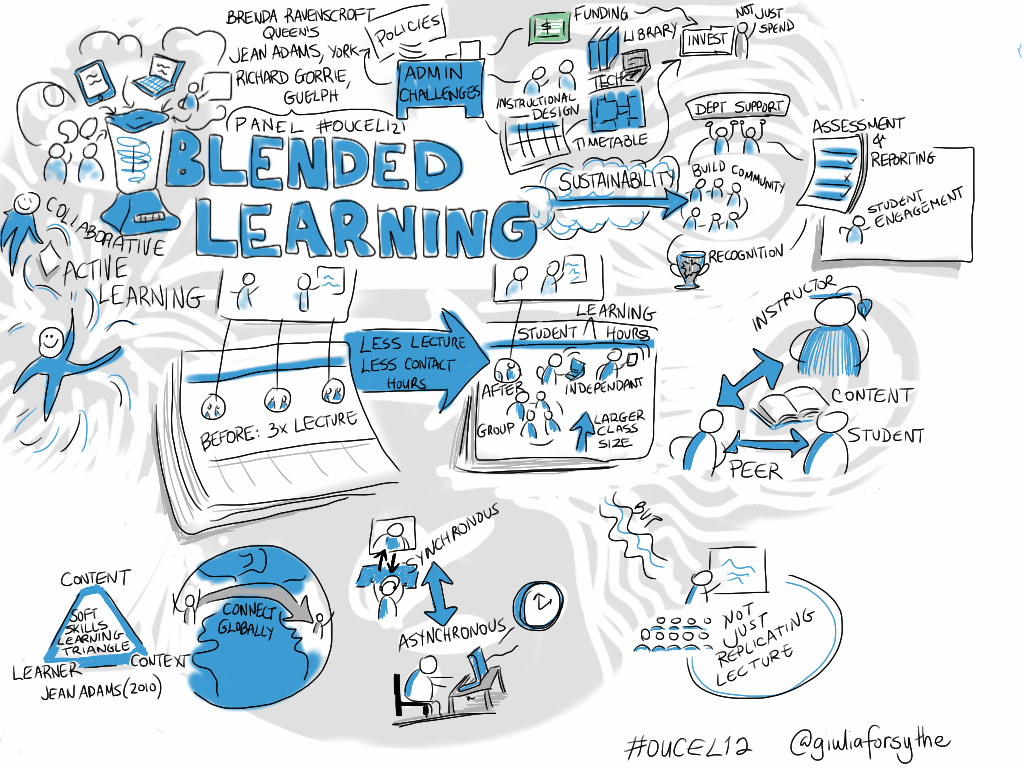 BRENDA RAVENSCROFT
QUEEN'S
JEAN ADAMS, YORK
RICHARD GORRIE,
GUELPH
PANEL #OUCEL121
POLICIES
ADMIN
CHALLENGES
FUNDING
$
LIBRARY
TECH
INSTRUCTIONAL
DESIGN
TIMETABLE
INVEST
NOT JUST
SPEND
BLENDED
LEARNING
SUSTAINABILITY
DEPT SUPPORT
BUILD COMMUNITY
RECOGNITION
ASSESSMENT
&
REPORTING
STUDENT
ENGAGEMENT
COLLABORATIVE
ACTIVE
LEARNING
BEFORE: 3X LECTURE
LESS LECTURE
LESS CONTACT
HOURS
LEARNING
STUDENT HOURS
AFTER
INDEPENDANT
GROUP
LARGER
CLASS
SIZE
INSTRUCTOR
CONTENT
STUDENT
PEER
CONTENT
SOFT
SKILLS
LEARNING
TRIANGLE
LEARNER
CONTEXT
JEAN ADAMS (2010)
CONNECT
GLOBALLY
SYNCHRONOUS
ASYNCHRONOUS
BUT
NOT
JUST
REPLICATING
LECTURE
#OUCEL12 @giuliaforsythe